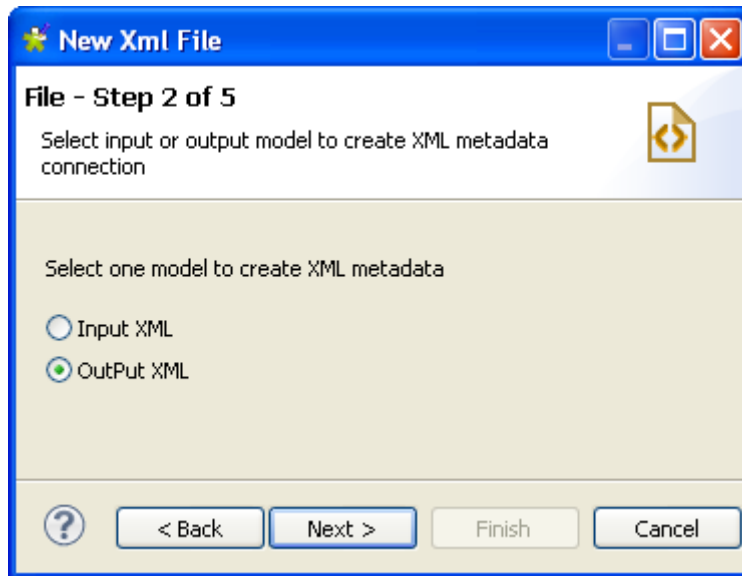 New Xml File
File - Step 2 of 5
Select input or output model to create XML metadata
connection
Select one model to create XML metadata
Input XML
OutPut XML
? < Back Next > Finish Cancel